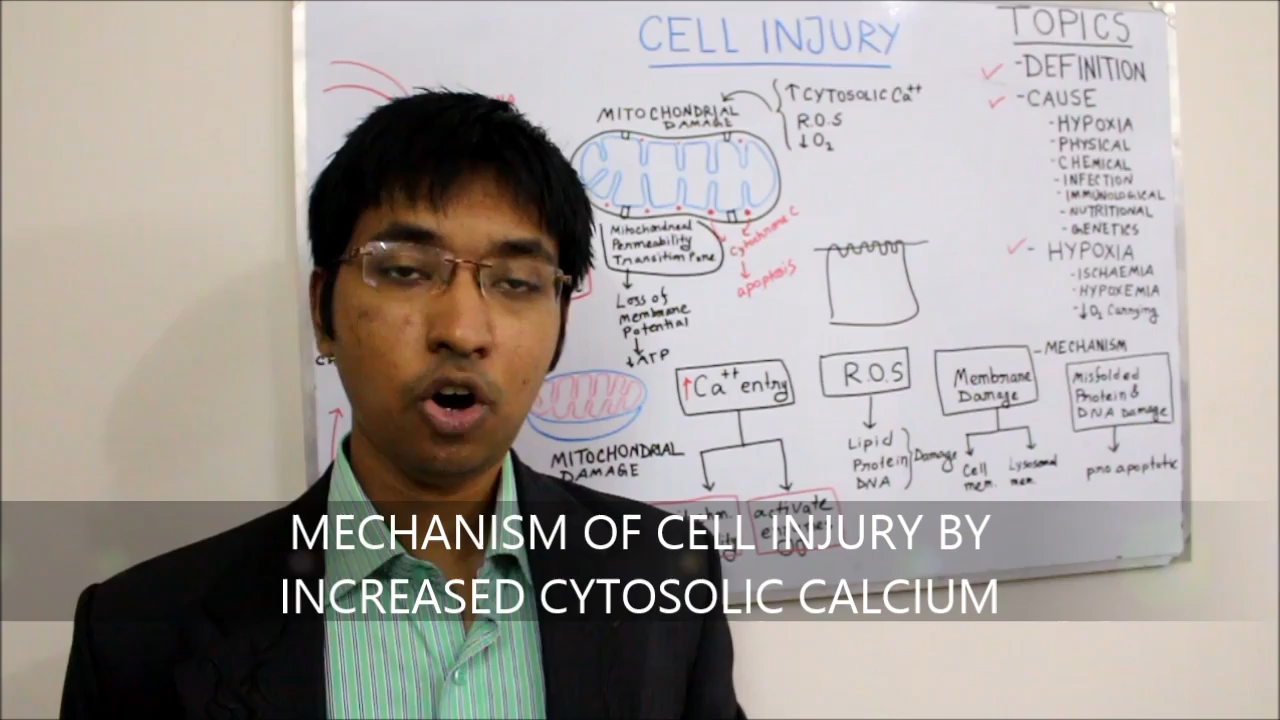 CELL INJURY
TOPICS
-DEFINITION
-CAUSE
-HYPOXIA
-PHYSICAL
-CHEMICAL
-INFECTION
-IMMUNOLOGICAL
-NUTRITIONAL
-GENETICS
-HYPOXIA
-ISCHAEMIA
-HYPOXEMIA
-↓O₂ Carrying
-MECHANISM
MITOCHONDRIAL
DAMAGE
↑CYTOSOLIC Ca++
R.O.S
↓O₂
Mitochondrial
Permeability
Transition Pore
Cytochrome C
apoptosis
Loss of
Membrane
Potential
↓ATP
MITOCHONDRIAL
DAMAGE
↑Ca++ entry
activate
R.O.S
Lipid
Protein
DNA
Damage
Membrane
Damage
Cell
mem.
Lysosomal
mem.
Misfolded
Protein &
DNA Damage
pro apoptotic
MECHANISM OF CELL INJURY BY
INCREASED CYTOSOLIC CALCIUM